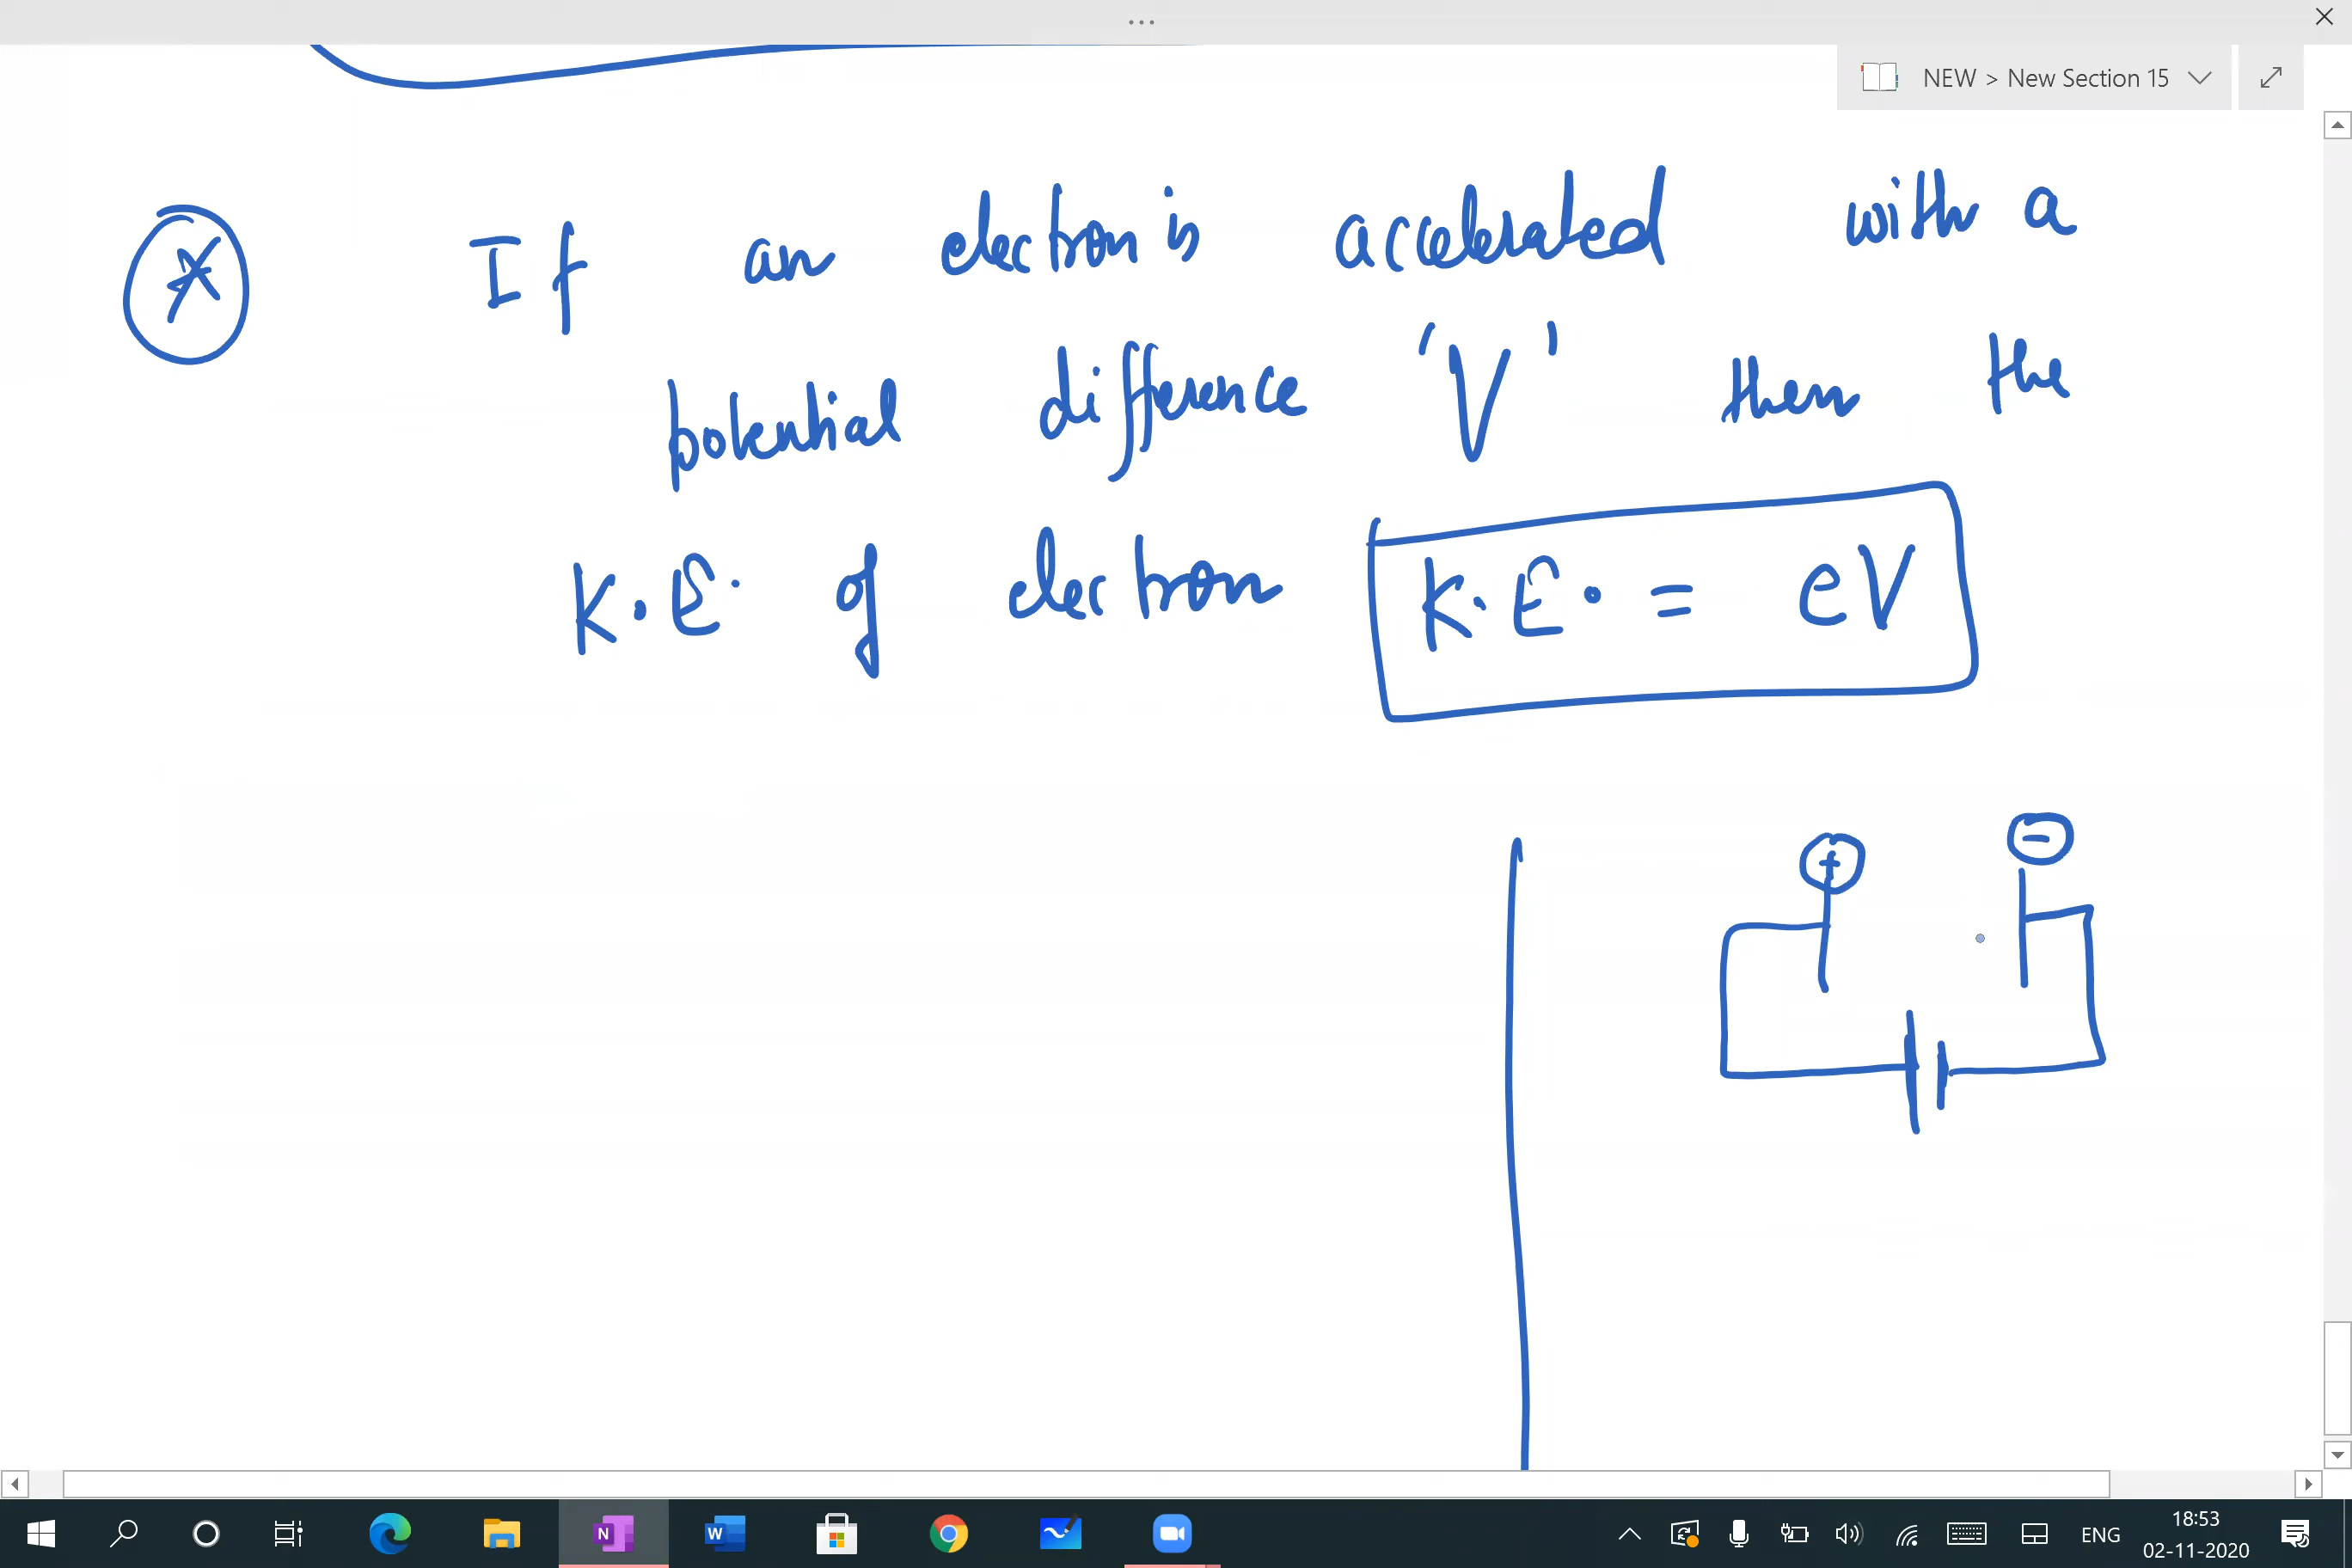 NEW > New Section 15
If an electron is accelerated with a
potential difference 'V' then the
K.E. of electron K.E. = eV
+ -
ENG
18:53
02-11-2020